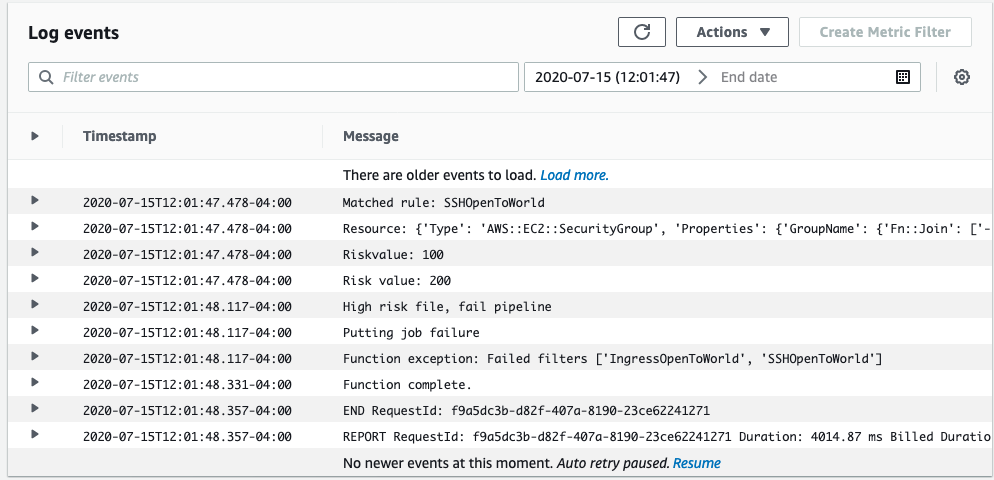 Log events
Actions
Create Metric Filter
Filter events
2020-07-15 (12:01:47)
End date
Timestamp Message
There are older events to load. Load more.
2020-07-15T12:01:47.478-04:00 Matched rule: SSHOpenToWorld
2020-07-15T12:01:47.478-04:00 Resource: {'Type': 'AWS::EC2::SecurityGroup', 'Properties': {'GroupName': {'Fn::Join': ['-
2020-07-15T12:01:47.478-04:00 Riskvalue: 100
2020-07-15T12:01:47.478-04:00 Risk value: 200
2020-07-15T12:01:48.117-04:00 High risk file, fail pipeline
2020-07-15T12:01:48.117-04:00 Putting job failure
2020-07-15T12:01:48.117-04:00 Function exception: Failed filters ['IngressOpenToWorld', 'SSHOpenToWorld']
2020-07-15T12:01:48.331-04:00 Function complete.
2020-07-15T12:01:48.357-04:00 END RequestId: f9a5dc3b-d82f-407a-8190-23ce62241271
2020-07-15T12:01:48.357-04:00 REPORT RequestId: f9a5dc3b-d82f-407a-8190-23ce62241271 Duration: 4014.87 ms Billed Duratio
No newer events at this moment. Auto retry paused. Resume